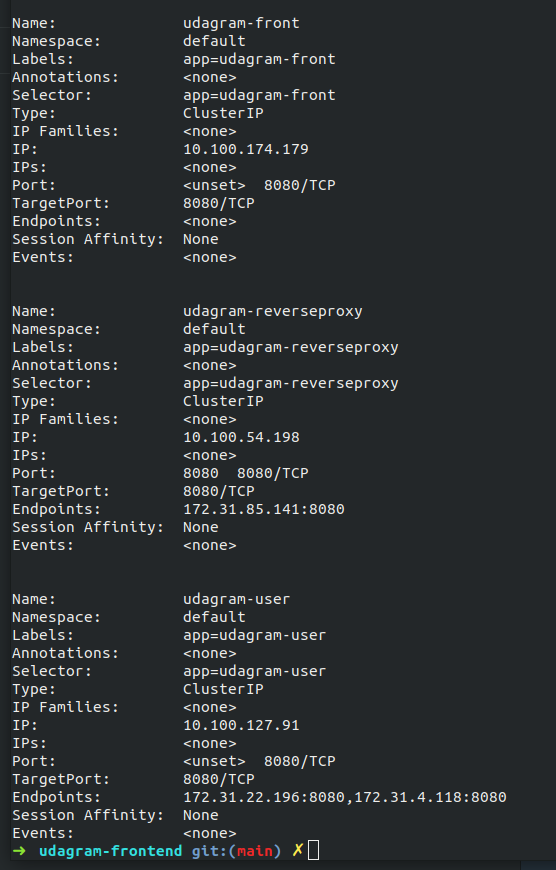 Name:              udagram-front
Namespace:         default
Labels:            app=udagram-front
Annotations:       <none>
Selector:          app=udagram-front
Type:              ClusterIP
IP Families:       <none>
IP:                10.100.174.179
IPs:               <none>
Port:              <unset>  8080/TCP
TargetPort:        8080/TCP
Endpoints:         <none>
Session Affinity:  None
Events:            <none>
Name:              udagram-reverseproxy
Namespace:         default
Labels:            app=udagram-reverseproxy
Annotations:       <none>
Selector:          app=udagram-reverseproxy
Type:              ClusterIP
IP Families:       <none>
IP:                10.100.54.198
IPs:               <none>
Port:              8080  8080/TCP
TargetPort:        8080/TCP
Endpoints:         172.31.85.141:8080
Session Affinity:  None
Events:            <none>
Name:              udagram-user
Namespace:         default
Labels:            app=udagram-user
Annotations:       <none>
Selector:          app=udagram-user
Type:              ClusterIP
IP Families:       <none>
IP:                10.100.127.91
IPs:               <none>
Port:              <unset>  8080/TCP
TargetPort:        8080/TCP
Endpoints:         172.31.22.196:8080,172.31.4.118:8080
Session Affinity:  None
Events:            <none>
➜  udagram-frontend git:(main) ✗